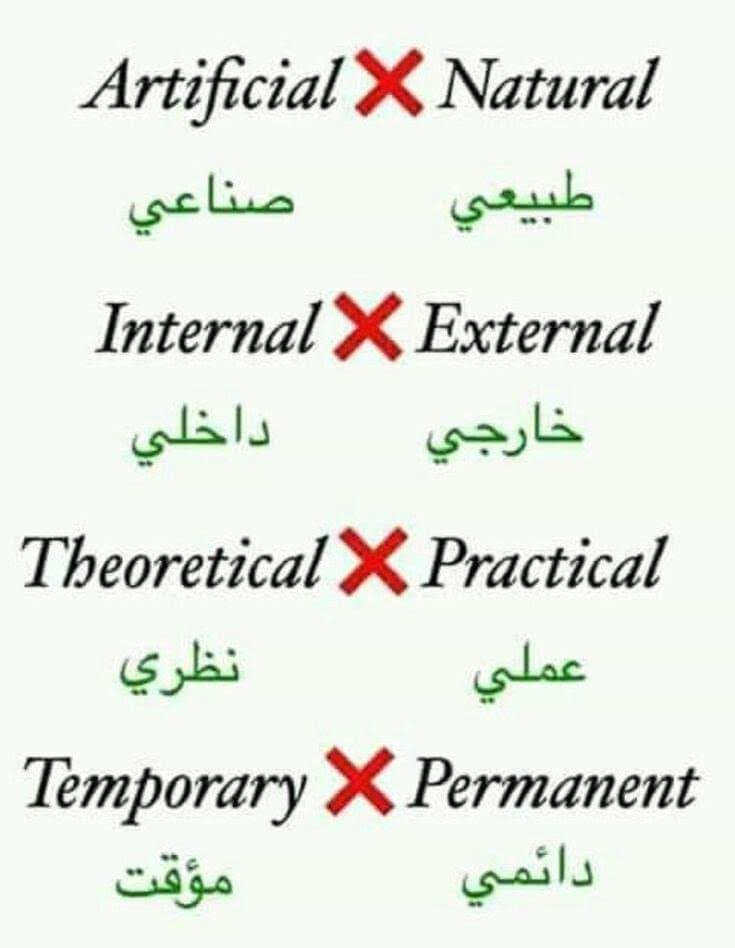 Artificial ❌ Natural
صناعي طبيعي
Internal ❌ External
داخلي خارجي
Theoretical ❌ Practical
نظري عملي
Temporary ❌ Permanent
مؤقت دائمي